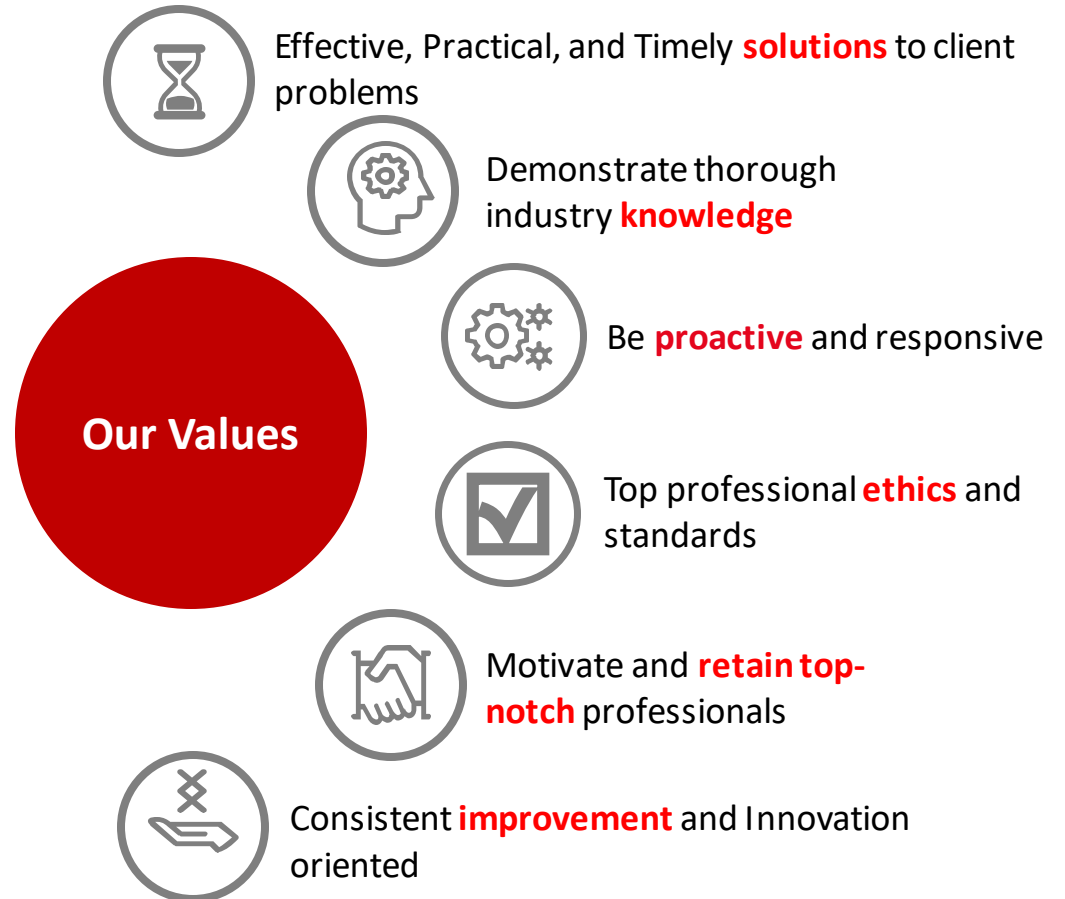 Effective, Practical, and Timely solutions to client
problems
Demonstrate thorough
industry knowledge
Be proactive and responsive
Our Values
Top professional ethics and
standards
Motivate and retain top-
notch professionals
Consistent improvement and Innovation
oriented